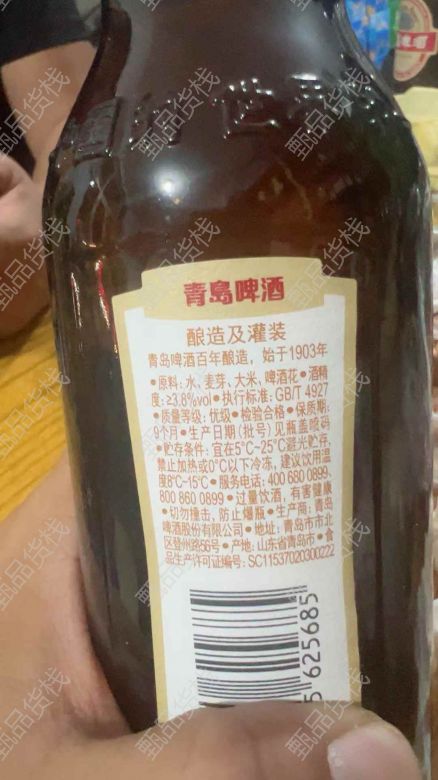 青岛啤酒
酿造及灌装
青岛啤酒百年酿造，始于1903年
•原料：水、麦芽、大米、啤酒花•酒精
度：≥3.8%vol•执行标准：GB/T 4927
•质量等级：优级•检验合格•保质期：
9个月•生产日期（批号）见瓶盖喷码
•贮存条件：宜在5°C~25°C避光贮存，
禁止加热或0°C以下冷冻，建议饮用温
度8°C~15°C•服务电话：400 680 0899、
800 860 0899•过量饮酒，有害健康
•切勿撞击，防止爆瓶•生产商：青岛
啤酒股份有限公司•地址：青岛市市北
区登州路56号•产地：山东省青岛市•食
品生产许可证编号：SC11537020300222
5 625685
甄品货栈